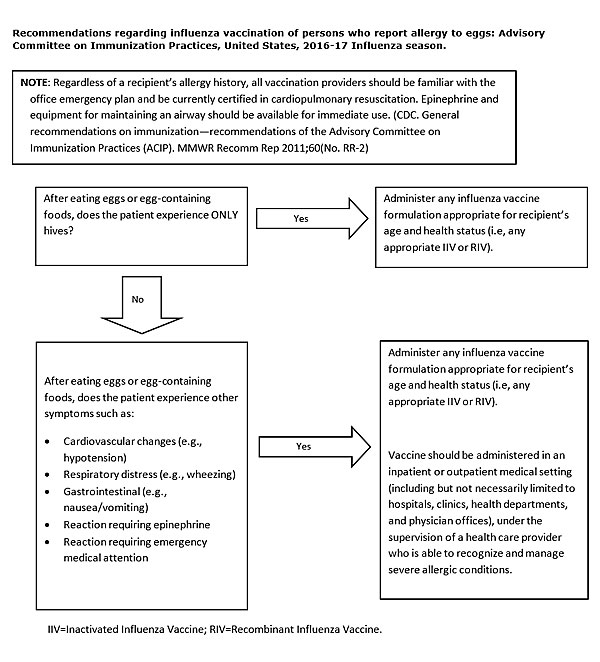 Recommendations regarding influenza vaccination of persons who report allergy to eggs: Advisory
Committee on Immunization Practices, United States, 2016-17 Influenza season.
NOTE: Regardless of a recipient's allergy history, all vaccination providers should be familiar with the
office emergency plan and be currently certified in cardiopulmonary resuscitation. Epinephrine and
equipment for maintaining an airway should be available for immediate use. (CDC. General
recommendations on immunization—recommendations of the Advisory Committee on
Immunization Practices (ACIP). MMWR Recomm Rep 2011;60(No. RR-2)
After eating eggs or egg-containing
foods, does the patient experience ONLY
hives?
Yes
Administer any influenza vaccine
formulation appropriate for recipient's
age and health status (i.e, any
appropriate IIV or RIV).
No
After eating eggs or egg-containing
foods, does the patient experience other
symptoms such as:
• Cardiovascular changes (e.g.,
hypotension)
• Respiratory distress (e.g., wheezing)
• Gastrointestinal (e.g.,
nausea/vomiting)
• Reaction requiring epinephrine
• Reaction requiring emergency
medical attention
Yes
Administer any influenza vaccine
formulation appropriate for recipient's
age and health status (i.e, any
appropriate IIV or RIV).
Vaccine should be administered in an
inpatient or outpatient medical setting
(including but not necessarily limited to
hospitals, clinics, health departments,
and physician offices), under the
supervision of a health care provider
who is able to recognize and manage
severe allergic conditions.
IIV=Inactivated Influenza Vaccine; RIV=Recombinant Influenza Vaccine.